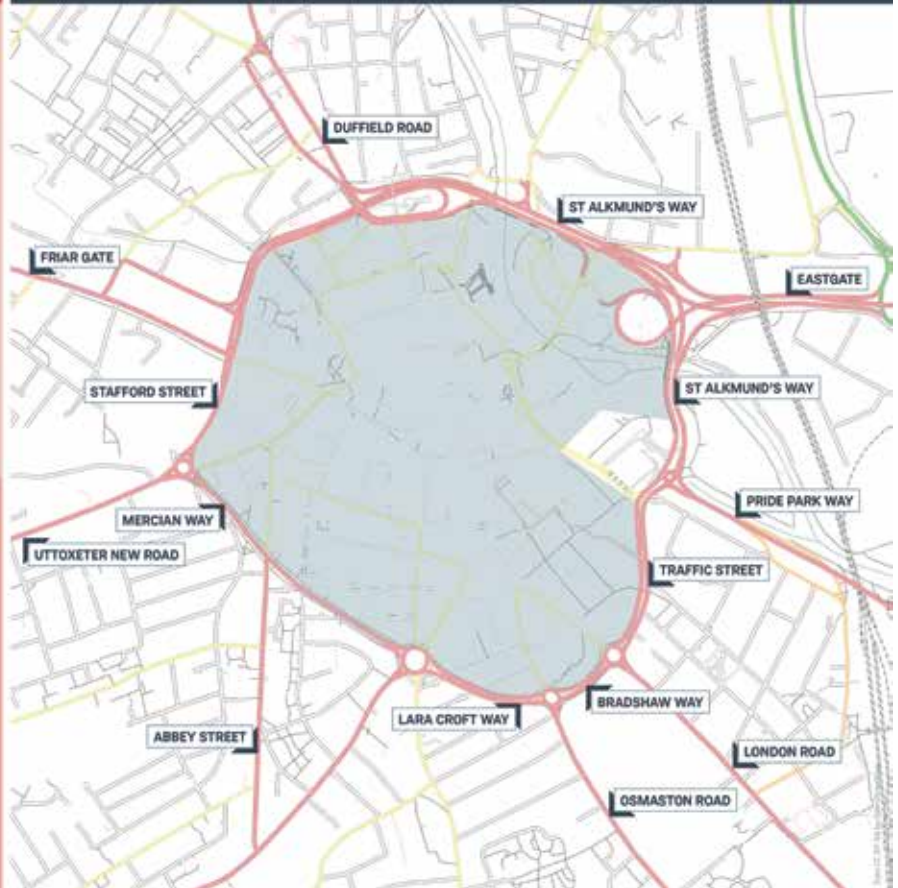 DUFFIELD ROAD
ST ALKMUND'S WAY
FRIAR GATE
EASTGATE
STAFFORD STREET
ST ALKMUND'S WAY
PRIDE PARK WAY
MERCIAN WAY
UTTOXETER NEW ROAD
TRAFFIC STREET
BRADSHAW WAY
LARA CROFT WAY
ABBEY STREET
LONDON ROAD
OSMASTON ROAD